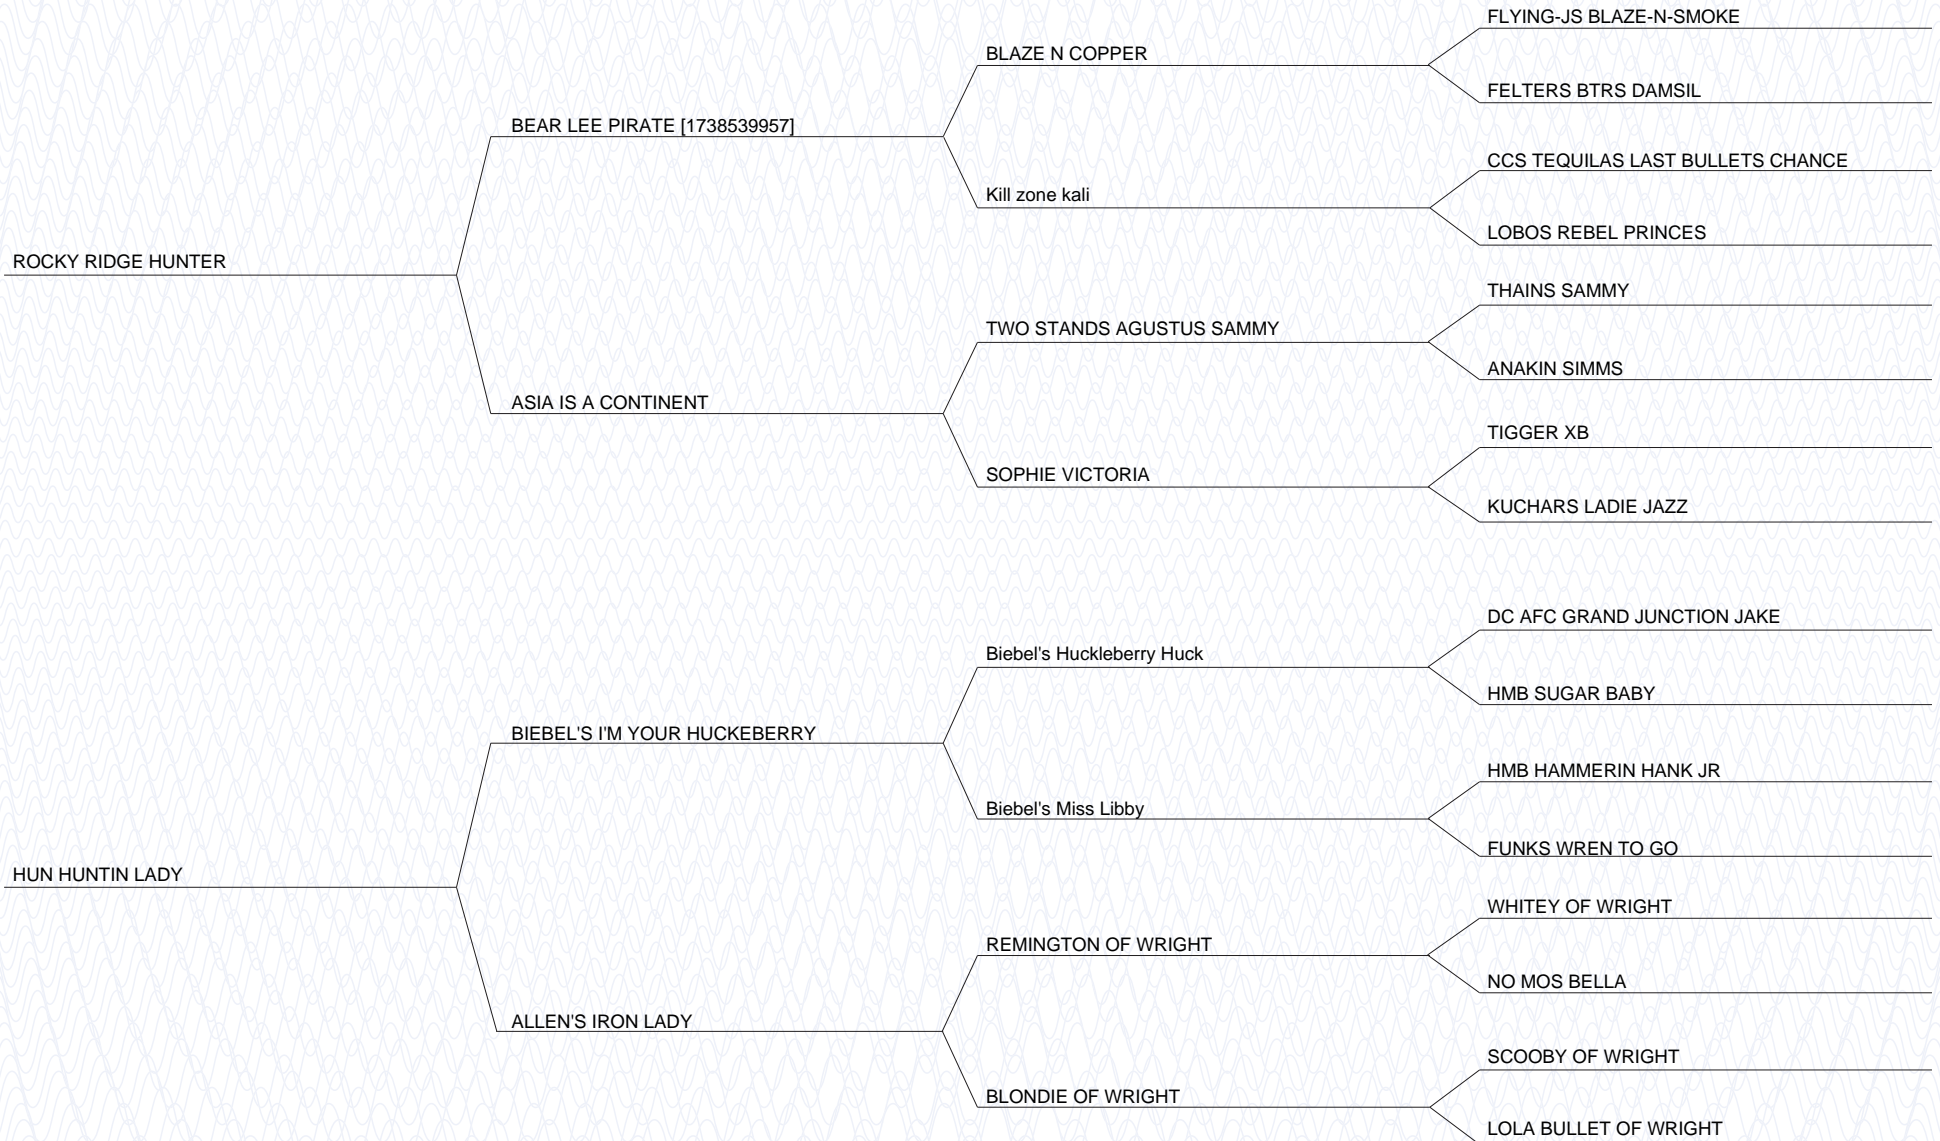 FLYING-JS BLAZE-N-SMOKE
BLAZE N COPPER
FELTERS BTRS DAMSIL
BEAR LEE PIRATE [1738539957]
CCS TEQUILAS LAST BULLETS CHANCE
Kill zone kali
LOBOS REBEL PRINCES
ROCKY RIDGE HUNTER
THAINS SAMMY
TWO STANDS AGUSTUS SAMMY
ANAKIN SIMMS
ASIA IS A CONTINENT
TIGGER XB
SOPHIE VICTORIA
KUCHARS LADIE JAZZ
DC AFC GRAND JUNCTION JAKE
Biebel's Huckleberry Huck
HMB SUGAR BABY
BIEBEL'S I'M YOUR HUCKEBERRY
HMB HAMMERIN HANK JR
Biebel's Miss Libby
FUNKS WREN TO GO
HUN HUNTIN LADY
WHITEY OF WRIGHT
REMINGTON OF WRIGHT
NO MOS BELLA
ALLEN'S IRON LADY
SCOOBY OF WRIGHT
BLONDIE OF WRIGHT
LOLA BULLET OF WRIGHT